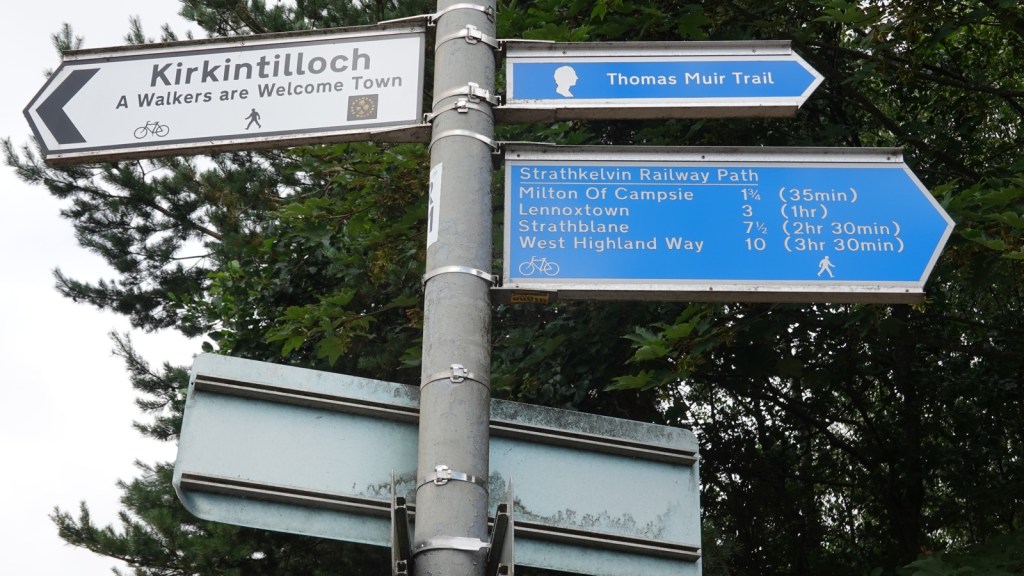 Kirkintilloch
A Walkers are Welcome Town
Thomas Muir Trail
Strathkelvin Railway Path
Milton Of Campsie 1¾ (35min)
Lennoxtown 3 (1hr)
Strathblane 7½ (2hr 30min)
West Highland Way 10 (3hr 30min)